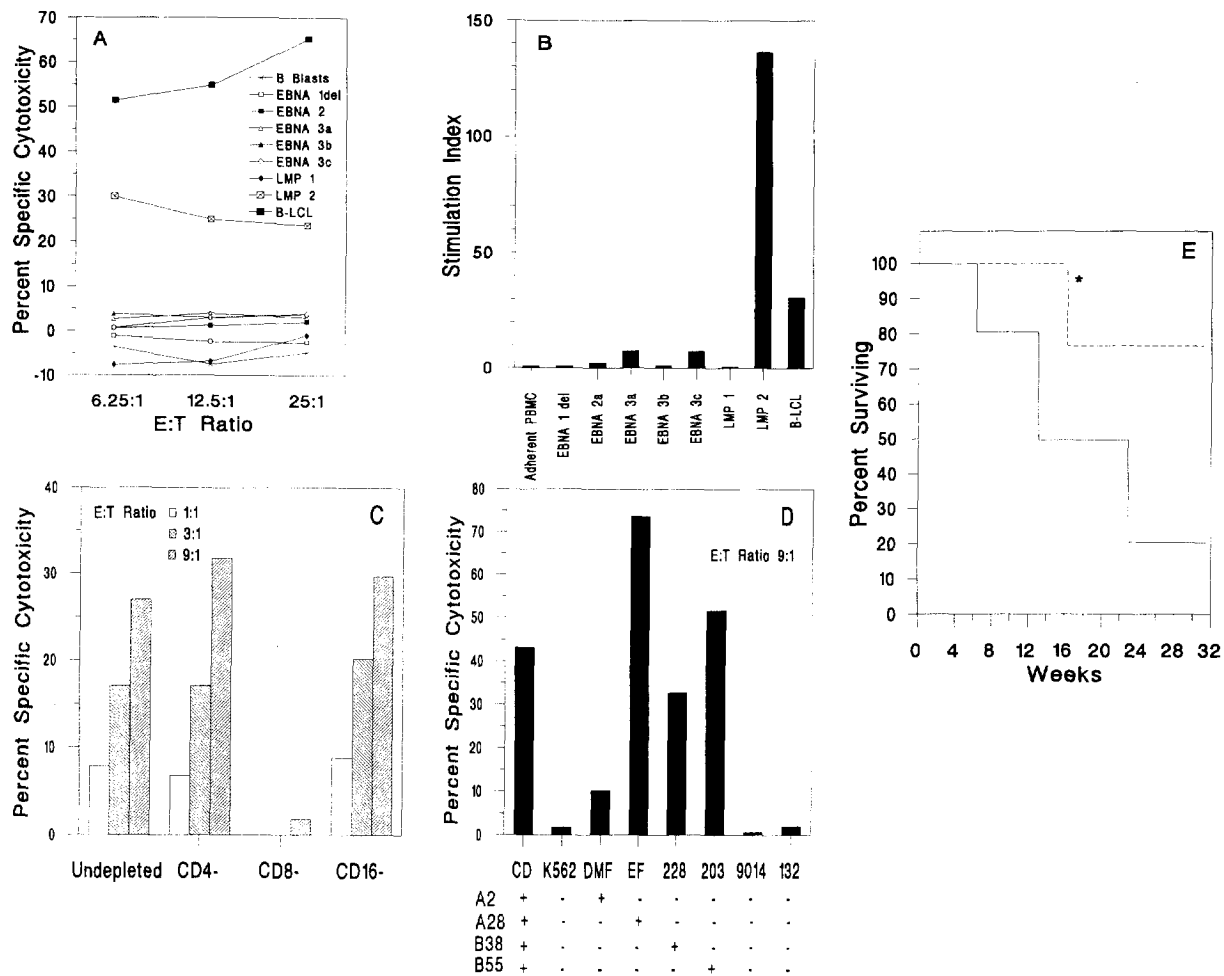 A
Percent Specific Cytotoxicity
70
65
60
50
40
30
20
10
5
0
-10
B Blasts
EBNA 1del
EBNA 2
EBNA 3a
EBNA 3b
EBNA 3c
LMP 1
LMP 2
B-LCL
6.25:1 12.5:1 25:1
E:T Ratio
B
Stimulation Index
150
100
50
0
Adherent PBMC
EBNA 1 del
EBNA 2a
EBNA 3a
EBNA 3b
EBNA 3c
LMP 1
LMP 2
B-LCL
C
Percent Specific Cytotoxicity
40
30
20
10
0
E:T Ratio
1:1
3:1
9:1
Undepleted CD4- CD8- CD16-
D
E:T Ratio 9:1
Percent Specific Cytotoxicity
80
75
70
60
50
40
30
20
10
5
0
CD K562 DMF EF 228 203 9014 132
A2 + - + - - - - -
A28 + - - + - - - -
B38 + - - - + - - -
B55 + - - - - + - -
E
Percent Surviving
100
90
80
70
60
50
40
30
20
10
0
*
0 4 8 12 16 20 24 28 32
Weeks